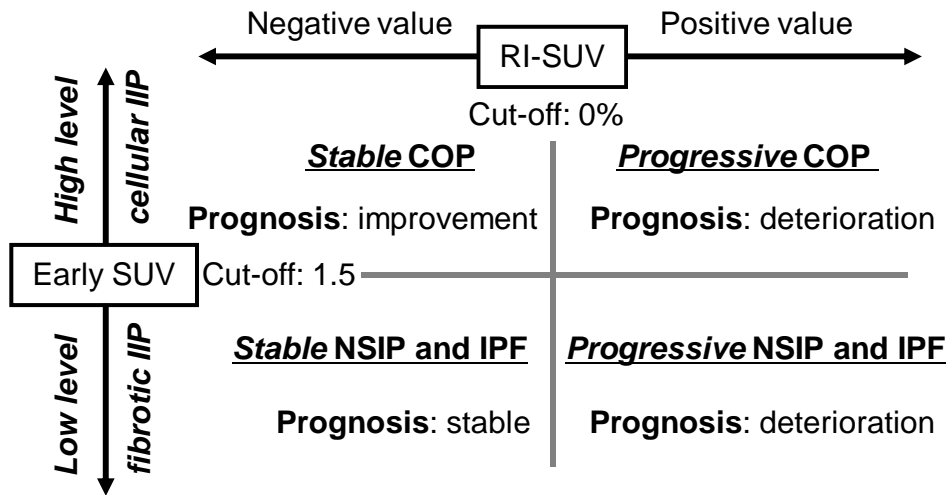 Negative value
RI-SUV
Positive value
Cut-off: 0%
High level
cellular IIP
Stable COP
Progressive COP
Prognosis: improvement
Prognosis: deterioration
Early SUV
Cut-off: 1.5
Low level
fibrotic IIP
Stable NSIP and IPF
Progressive NSIP and IPF
Prognosis: stable
Prognosis: deterioration